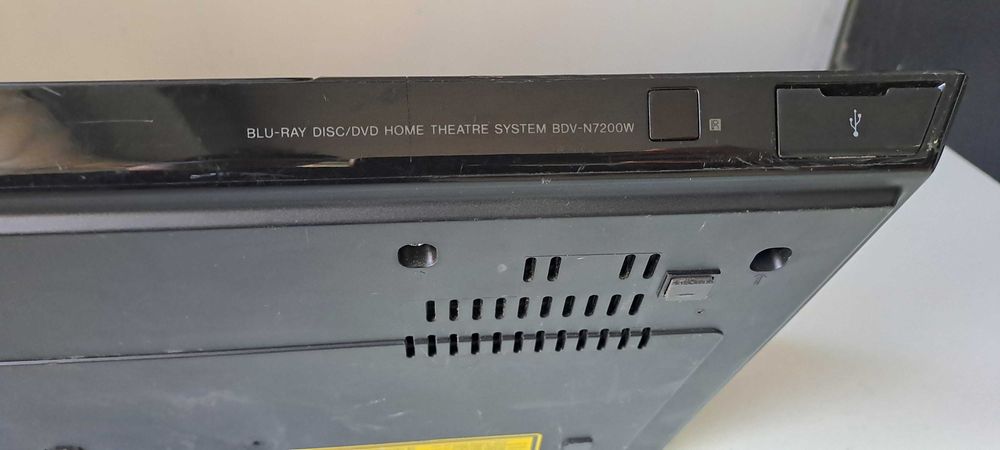 BLU-RAY DISC/DVD HOME THEATRE SYSTEM BDV-N7200W
R